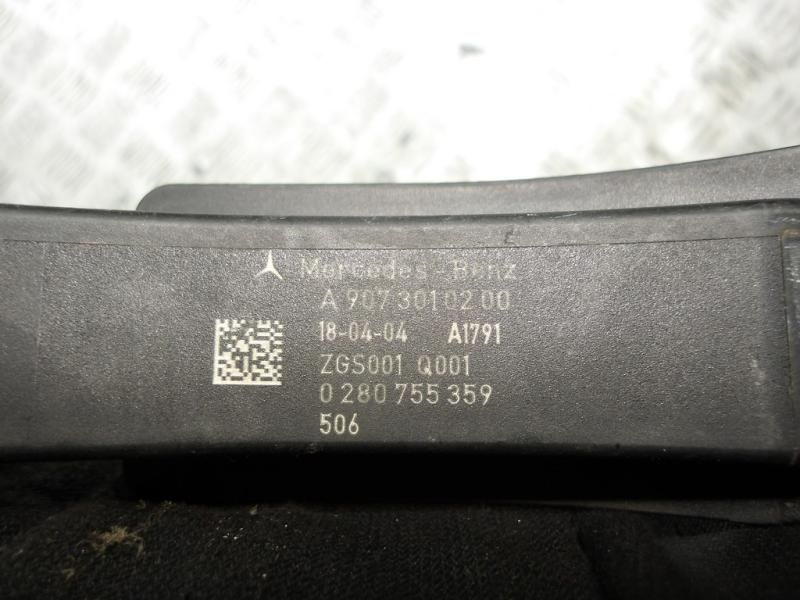 Mercedes-Benz
A 907 301 02 00
18-04-04 A1791
ZGS001 Q001
0 280 755 359
506